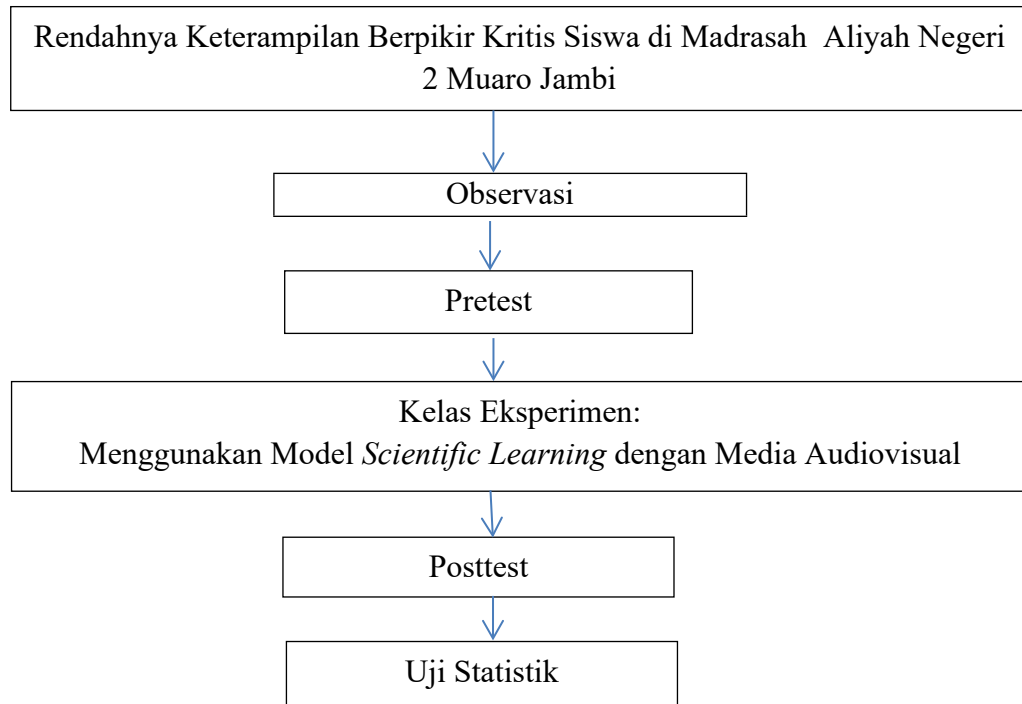 Rendahnya Keterampilan Berpikir Kritis Siswa di Madrasah Aliyah Negeri
2 Muaro Jambi
Observasi
Pretest
Kelas Eksperimen:
Menggunakan Model Scientific Learning dengan Media Audiovisual
Posttest
Uji Statistik